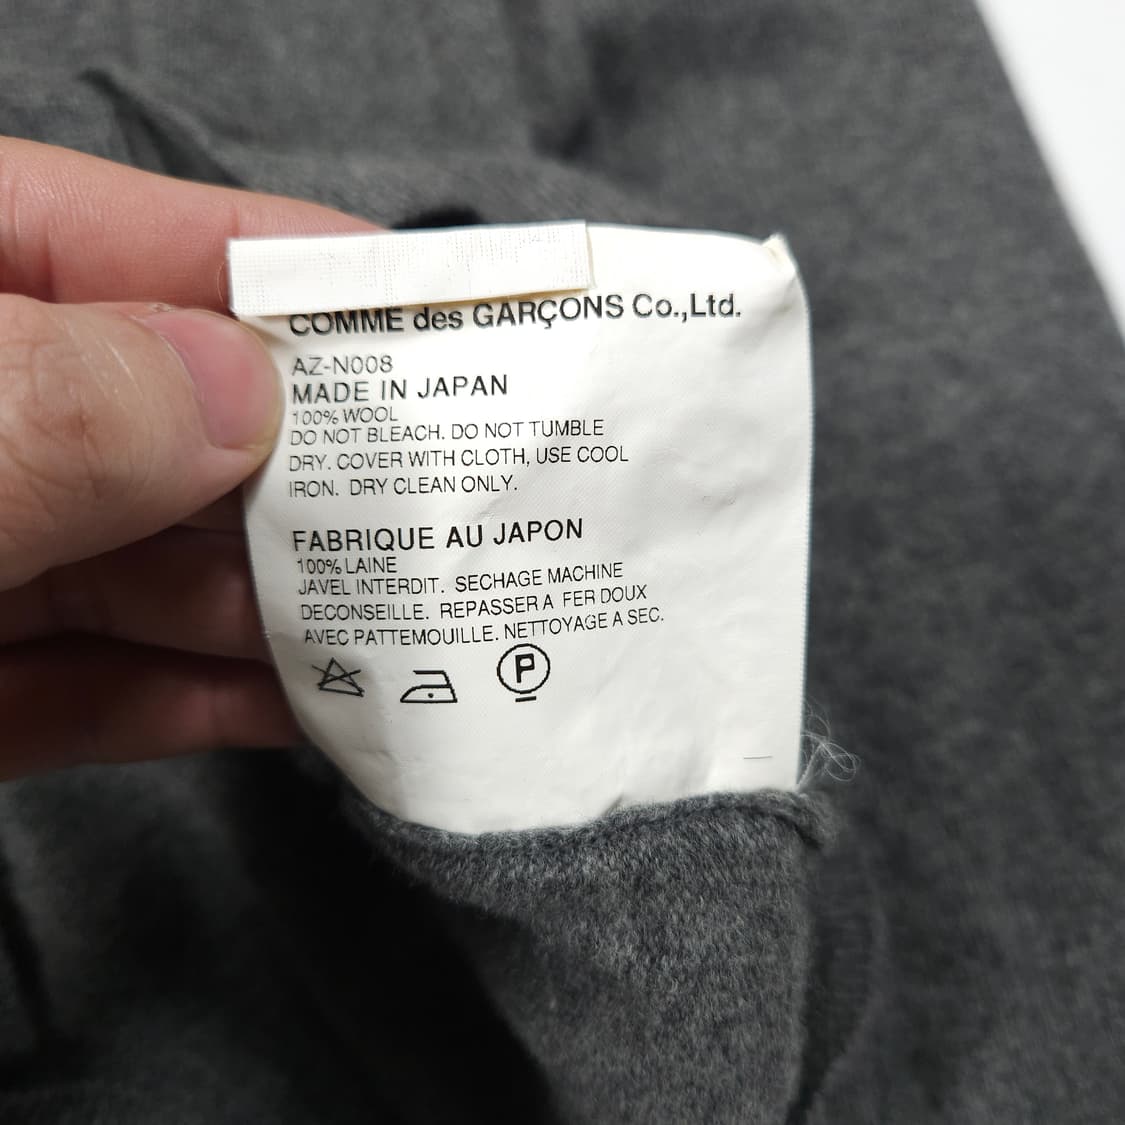 COMME des GARÇONS Co.,Ltd.
AZ-N008
MADE IN JAPAN
100% WOOL
DO NOT BLEACH. DO NOT TUMBLE
DRY. COVER WITH CLOTH, USE COOL
IRON. DRY CLEAN ONLY.
FABRIQUE AU JAPON
100% LAINE
JAVEL INTERDIT. SECHAGE MACHINE
DECONSEILLE. REPASSER A FER DOUX
AVEC PATTEMOUILLE. NETTOYAGE A SEC.
P